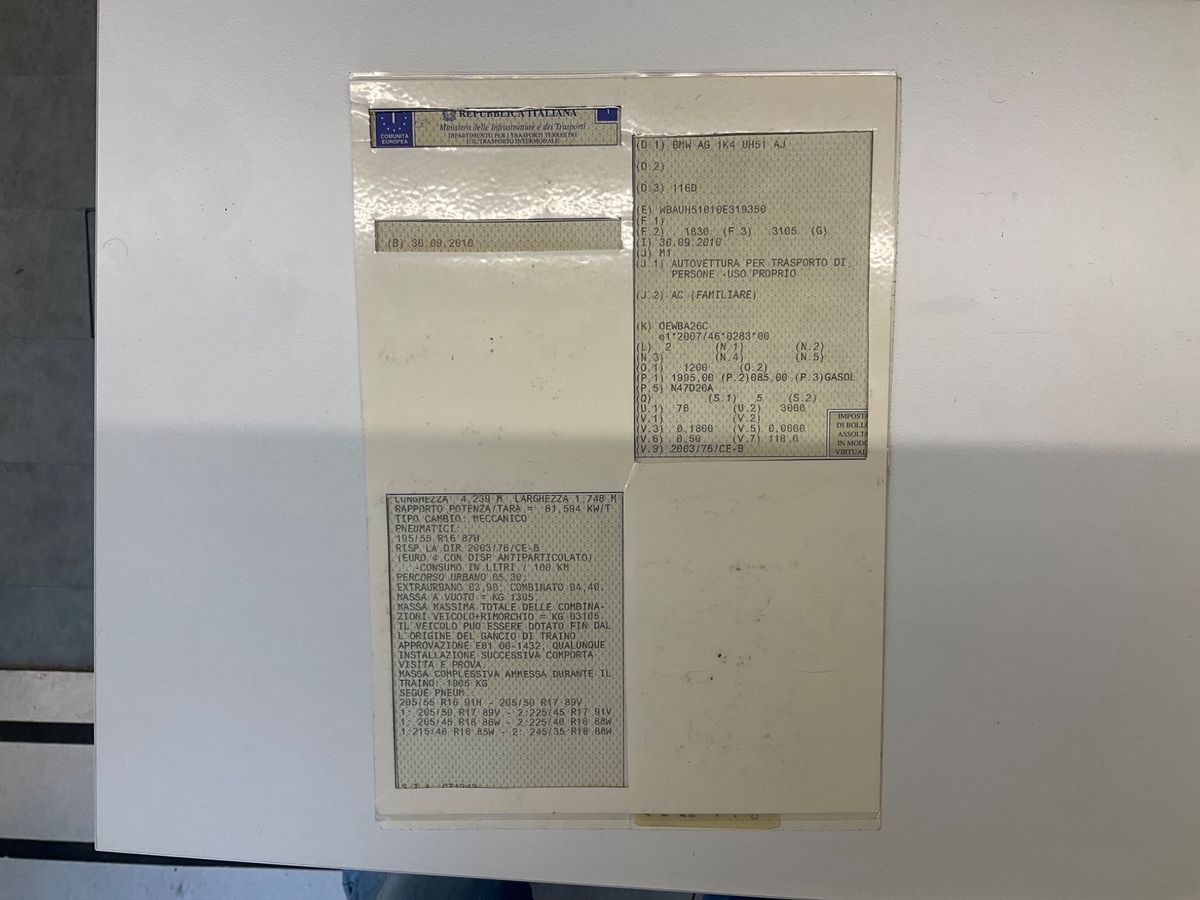 REPUBBLICA ITALIANA
Ministero delle Infrastrutture e dei Trasporti
DIPARTIMENTO PER I TRASPORTI TERRESTRI
E IL TRASPORTO INTERMODALE
COMUNITÀ
EUROPEA
1
(B) 30.09.2010
(D.1) BMW AG 1K4 UH51 AJ
(D.2)
(D.3) 116D
(E) WBAUH51010E319350
(F.1)
(F.2) 1830 (F.3) 3105 (G)
(I) 30.09.2010
(J) M1
(J.1) AUTOVETTURA PER TRASPORTO DI
PERSONE -USO PROPRIO
(J.2) AC (FAMILIARE)
(K) OEWBA26C
e1*2007/46*0283*00
(L) 2 (N.1) (N.2)
(N.3) (N.4) (N.5)
(O.1) 1200 (O.2)
(P.1) 1995,00 (P.2)085,00 (P.3)GASOL
(P.5) N47D20A
(Q) (S.1) 5 (S.2)
(U.1) 76 (U.2) 3000
(V.1) (V.2)
(V.3) 0.1800 (V.5) 0.0000
(V.6) 0,50 (V.7) 118,0
(V.9) 2003/76/CE-B
IMPOSTA
DI BOLLO
ASSOLTA
IN MODO
VIRTUAL
LUNGHEZZA 4,239 M LARGHEZZA 1,748 M
RAPPORTO POTENZA/TARA = 61,594 KW/T
TIPO CAMBIO: MECCANICO
PNEUMATICI:
195/55 R16 87H
RISP LA DIR 2003/76/CE-B
(EURO 4 CON DISP ANTIPARTICOLATO)
-CONSUMO IN LITRI / 100 KM
PERCORSO URBANO 05,30;
EXTRAURBANO 03,90; COMBINATO 04,40.
MASSA A VUOTO = KG 1305.
MASSA MASSIMA TOTALE DELLE COMBINA-
ZIONI VEICOLO+RIMORCHIO = KG 03105.
IL VEICOLO PUO ESSERE DOTATO FIN DAL
L'ORIGINE DEL GANCIO DI TRAINO
APPROVAZIONE E01 00-1432; QUALUNQUE
INSTALLAZIONE SUCCESSIVA COMPORTA
VISITA E PROVA.
MASSA COMPLESSIVA AMMESSA DURANTE IL
TRAINO: 1905 KG
SEGUE PNEUM.
205/55 R16 91H - 205/50 R17 89V
1: 205/50 R17 89V - 2:225/45 R17 91V
1: 205/45 R18 86W - 2:225/40 R18 88W
1:215/40 R18 85W - 2: 245/35 R18 88W